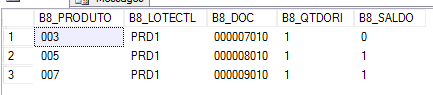 Messages
B8_PRODUTO B8_LOTECTL B8_DOC B8_QTDORI B8_SALDO
1 003 PRD1 000007010 1 0
2 005 PRD1 000008010 1 1
3 007 PRD1 000009010 1 1